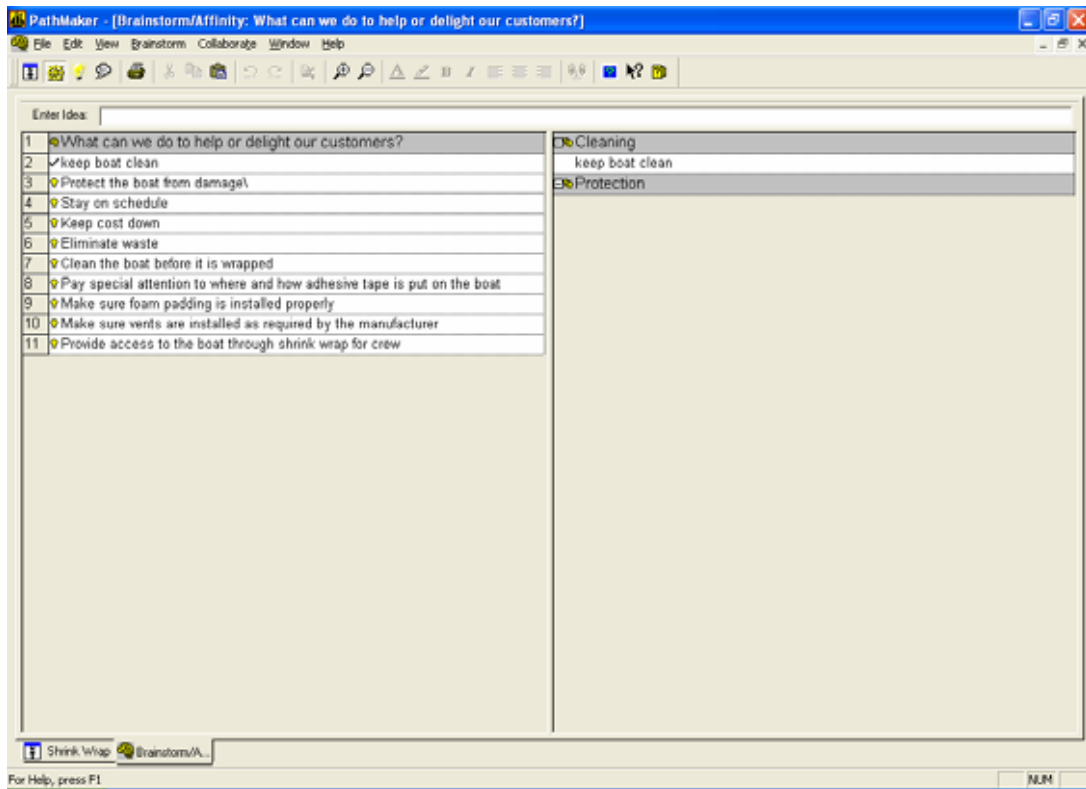 PathMaker - [Brainstorm/Affinity: What can we do to help or delight our customers?]
File Edit View Brainstorm Collaborate Window Help
Enter Idea:
1 What can we do to help or delight our customers?
2 keep boat clean
3 Protect the boat from damage\
4 Stay on schedule
5 Keep cost down
6 Eliminate waste
7 Clean the boat before it is wrapped
8 Pay special attention to where and how adhesive tape is put on the boat
9 Make sure foam padding is installed properly
10 Make sure vents are installed as required by the manufacturer
11 Provide access to the boat through shrink wrap for crew
Cleaning
keep boat clean
Protection
Shrink Wrap Brainstorm/A...
For Help, press F1 NUM